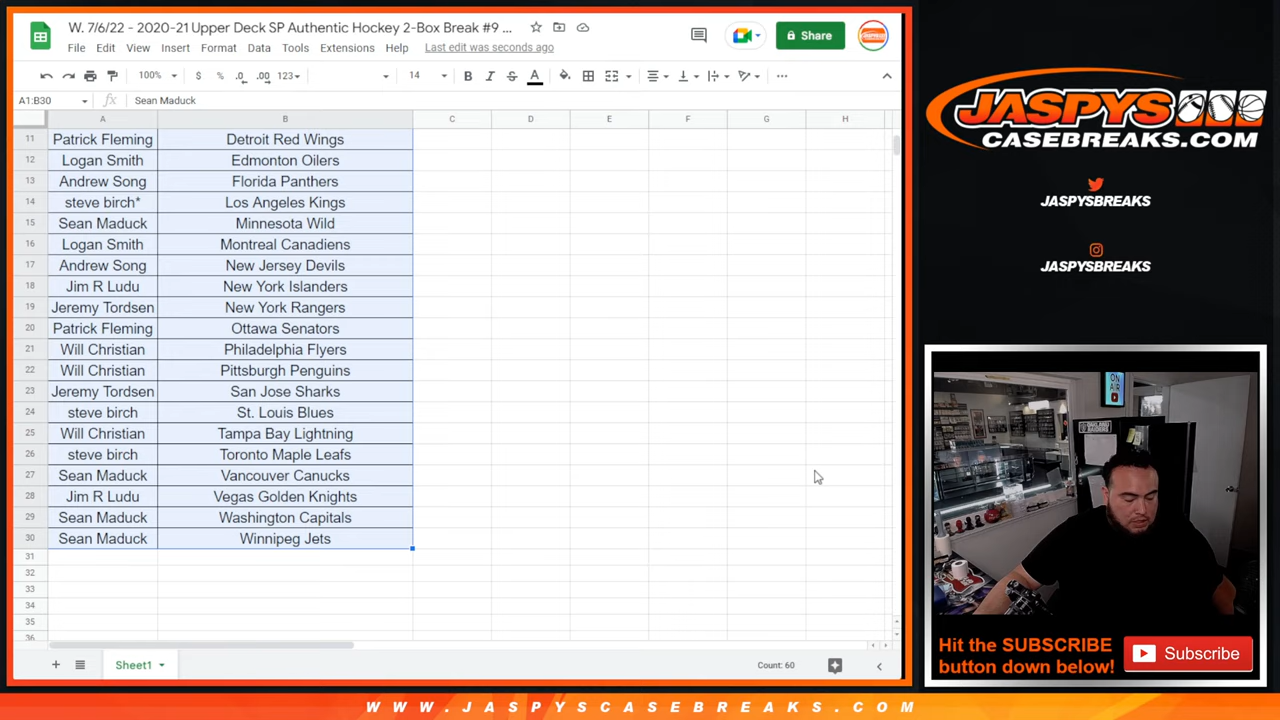 W. 7/6/22 - 2020-21 Upper Deck SP Authentic Hockey 2-Box Break #9 ...
File Edit View Insert Format Data Tools Extensions Help Last edit was seconds ago
Share
100% $ % .0 .00 123 14 B I S A
A1:B30 fx Sean Maduck
A B C D E F G H
11 Patrick Fleming Detroit Red Wings
12 Logan Smith Edmonton Oilers
13 Andrew Song Florida Panthers
14 steve birch* Los Angeles Kings
15 Sean Maduck Minnesota Wild
16 Logan Smith Montreal Canadiens
17 Andrew Song New Jersey Devils
18 Jim R Ludu New York Islanders
19 Jeremy Tordsen New York Rangers
20 Patrick Fleming Ottawa Senators
21 Will Christian Philadelphia Flyers
22 Will Christian Pittsburgh Penguins
23 Jeremy Tordsen San Jose Sharks
24 steve birch St. Louis Blues
25 Will Christian Tampa Bay Lightning
26 steve birch Toronto Maple Leafs
27 Sean Maduck Vancouver Canucks
28 Jim R Ludu Vegas Golden Knights
29 Sean Maduck Washington Capitals
30 Sean Maduck Winnipeg Jets
31
32
33
34
35
36
Sheet1 Count: 60
JASPYS
CASEBREAKS.COM
JASPYSBREAKS
JASPYSBREAKS
ON AIR
Hit the SUBSCRIBE
button down below!
Subscribe
WWW.JASPYSCASEBREAKS.COM